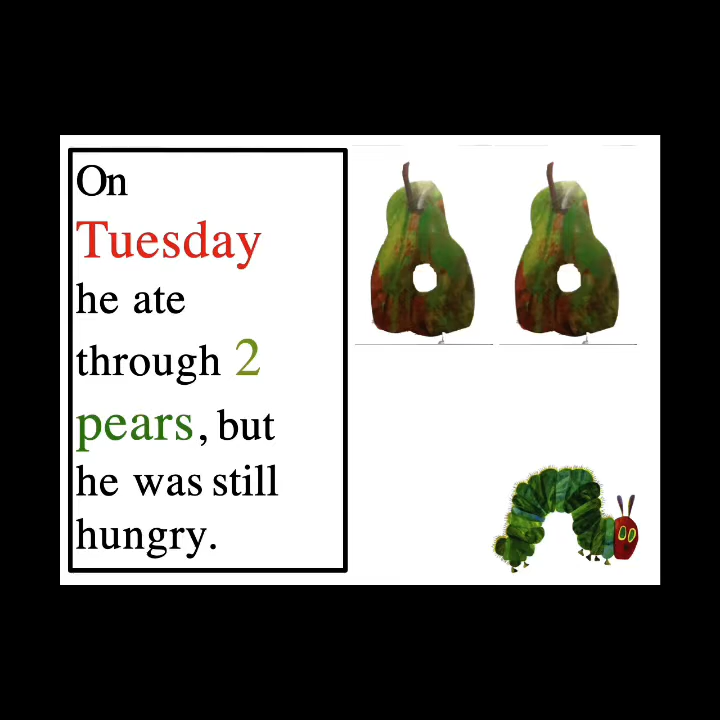 On
Tuesday
he ate
through 2
pears, but
he was still
hungry.